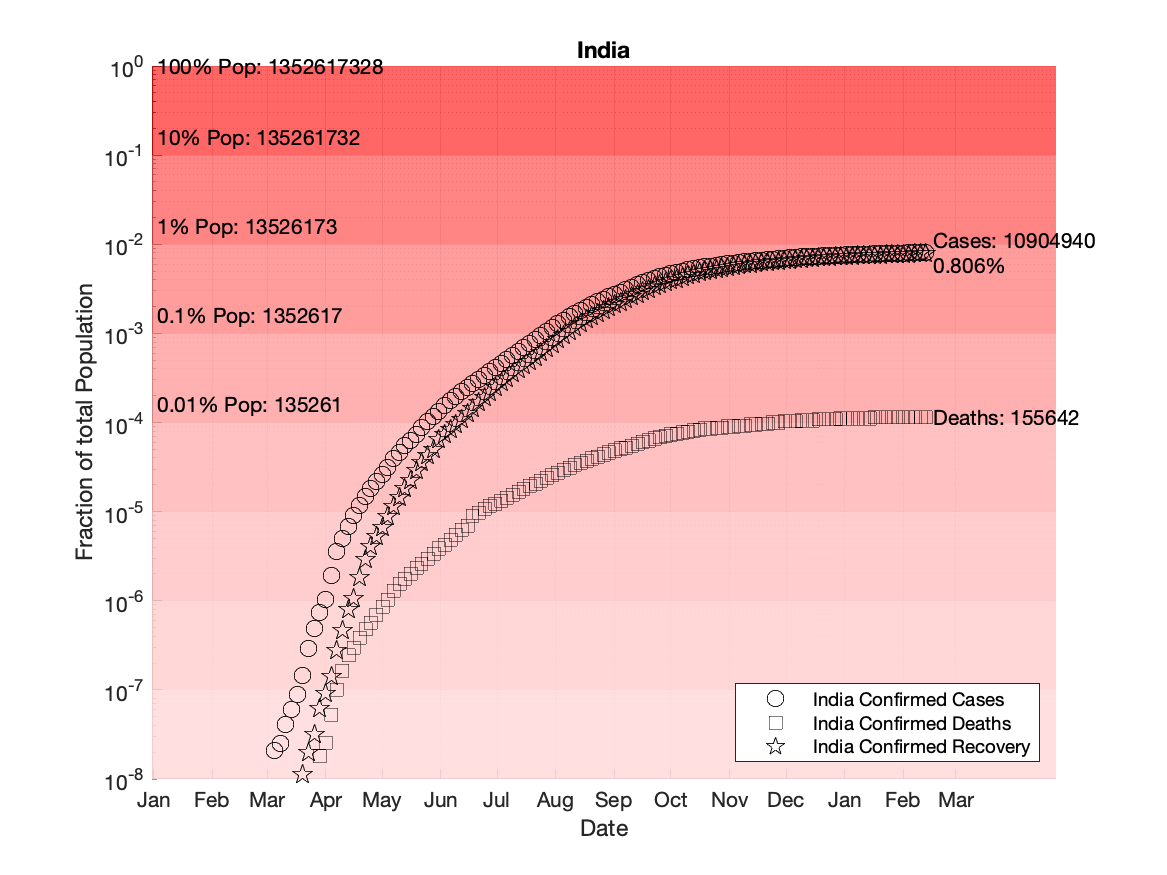 India
10^0
100% Pop: 1352617328
10% Pop: 135261732
10^-1
1% Pop: 13526173
10^-2
Cases: 10904940
0.806%
0.1% Pop: 1352617
10^-3
0.01% Pop: 135261
10^-4
Deaths: 155642
10^-5
10^-6
10^-7
10^-8
Fraction of total Population
India Confirmed Cases
India Confirmed Deaths
India Confirmed Recovery
Jan Feb Mar Apr May Jun Jul Aug Sep Oct Nov Dec Jan Feb Mar
Date